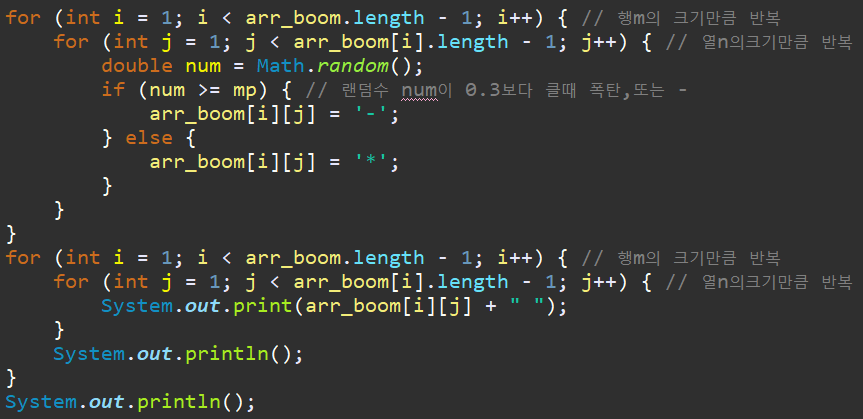 for (int i = 1; i < arr_boom.length - 1; i++) { // 행m의 크기만큼 반복
    for (int j = 1; j < arr_boom[i].length - 1; j++) { // 열n의크기만큼 반복
        double num = Math.random();
        if (num >= mp) { // 랜덤수 num이 0.3보다 클때 폭탄,또는 -
            arr_boom[i][j] = '-';
        } else {
            arr_boom[i][j] = '*';
        }
    }
}
for (int i = 1; i < arr_boom.length - 1; i++) { // 행m의 크기만큼 반복
    for (int j = 1; j < arr_boom[i].length - 1; j++) { // 열n의크기만큼 반복
        System.out.print(arr_boom[i][j] + " ");
    }
    System.out.println();
}
System.out.println();